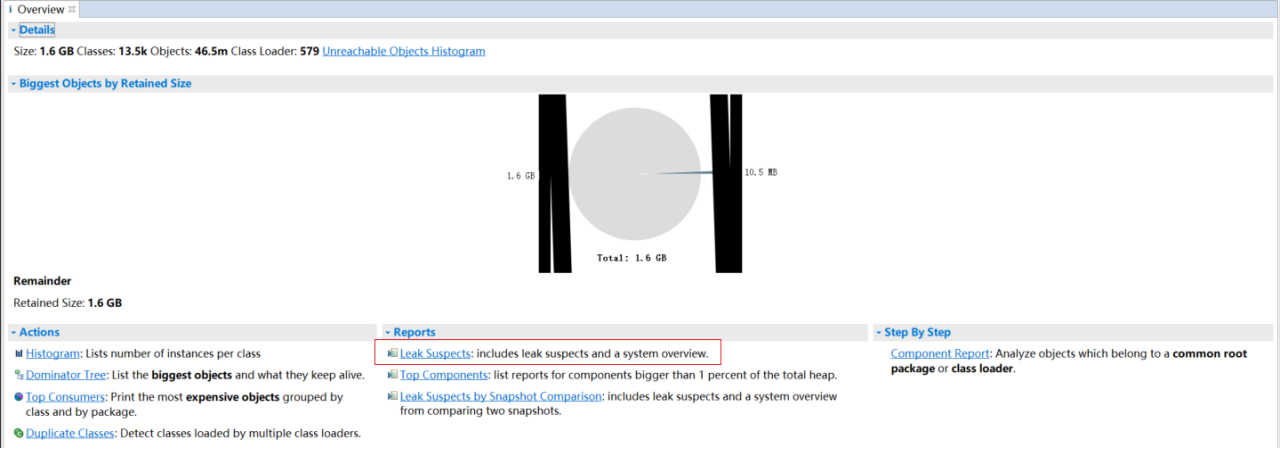 Overview
Details
Size: 1.6 GB Classes: 13.5k Objects: 46.5m Class Loader: 579 Unreachable Objects Histogram
Biggest Objects by Retained Size
1.6 GB
10.5 MB
Total: 1.6 GB
Remainder
Retained Size: 1.6 GB
Actions
Histogram: Lists number of instances per class
Dominator Tree: List the biggest objects and what they keep alive.
Top Consumers: Print the most expensive objects grouped by
class and by package.
Duplicate Classes: Detect classes loaded by multiple class loaders.
Reports
Leak Suspects: includes leak suspects and a system overview.
Top Components: list reports for components bigger than 1 percent of the total heap.
Leak Suspects by Snapshot Comparison: includes leak suspects and a system overview
from comparing two snapshots.
Step By Step
Component Report: Analyze objects which belong to a common root
package or class loader.